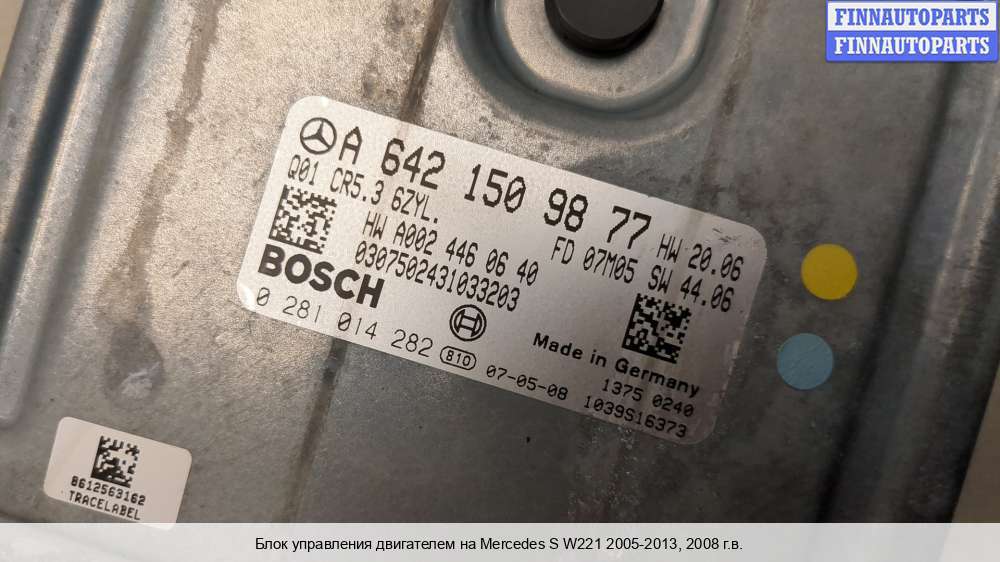 FINNAUTOPARTS
FINNAUTOPARTS
A 642 150 98 77
HW 20.06
Q01 CR5.3 6ZYL.
FD 07M05 SW 44.06
HW A002 446 06 40
0307502431033203
BOSCH
0 281 014 282 810 07-05-08
Made in Germany
1375 0240
1039S16373
8612563162
TRACELABEL
Блок управления двигателем на Mercedes S W221 2005-2013, 2008 г.в.